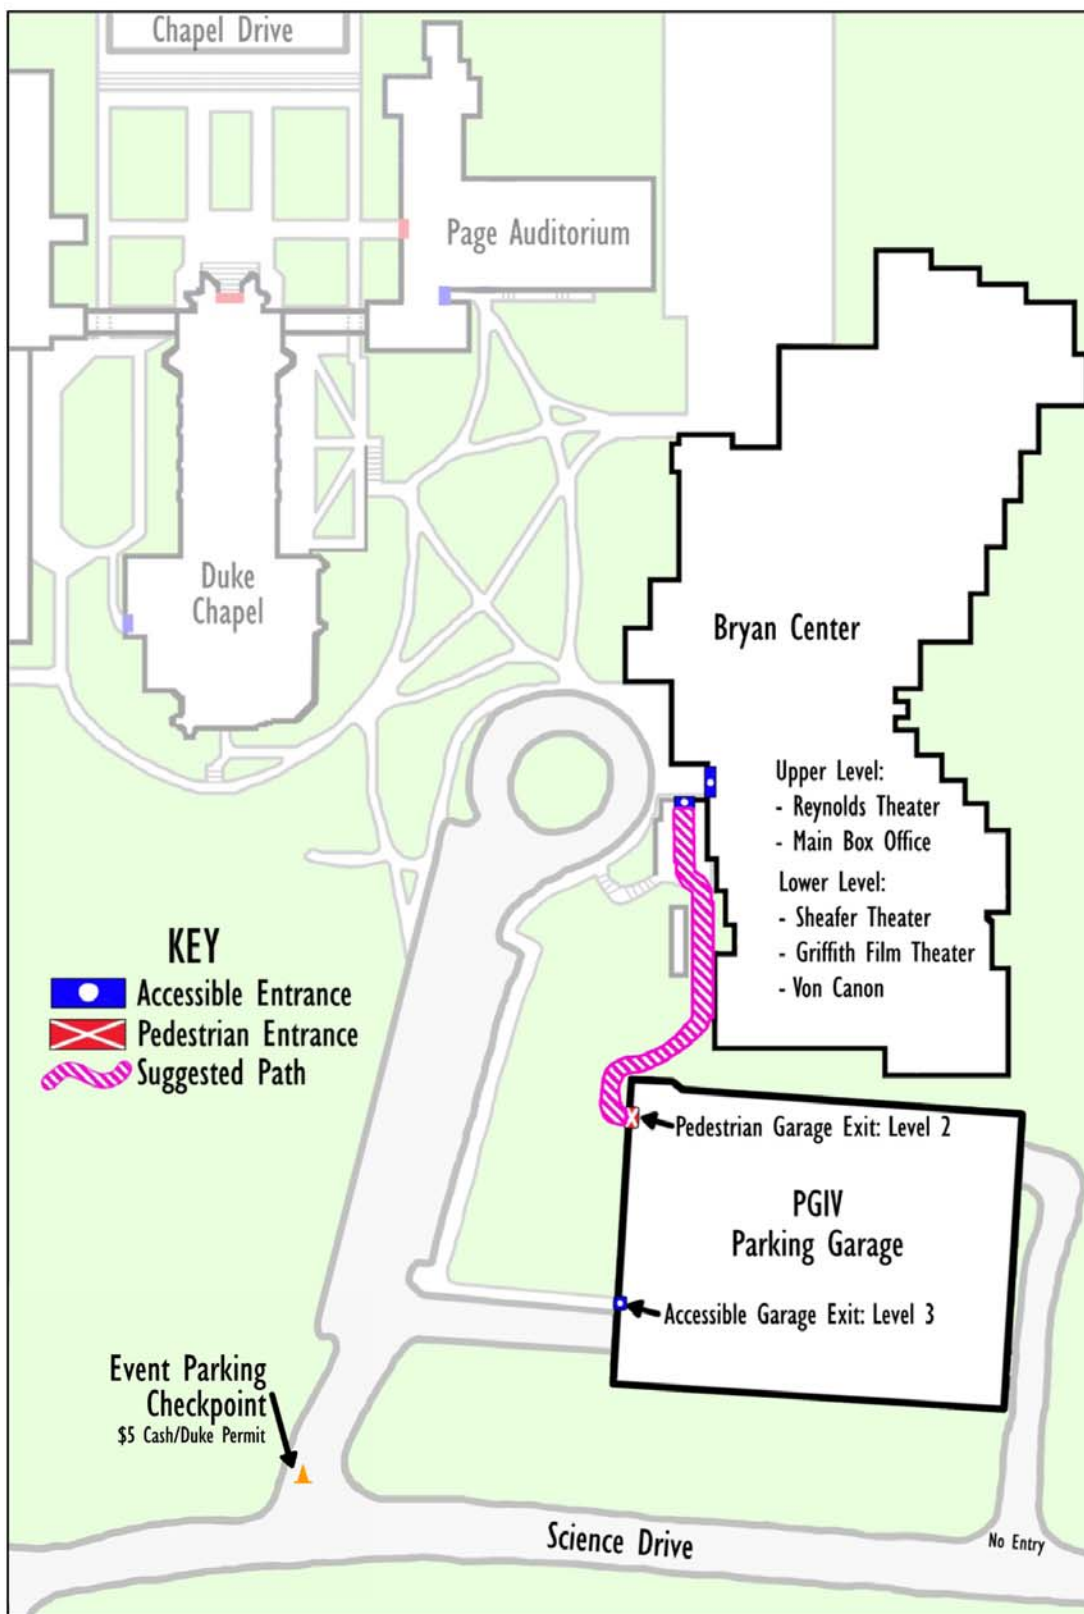 Chapel Drive
Page Auditorium
Duke
Chapel
Bryan Center
Upper Level:
- Reynolds Theater
- Main Box Office
Lower Level:
- Sheafer Theater
- Griffith Film Theater
- Von Canon
KEY
Accessible Entrance
Pedestrian Entrance
Suggested Path
Pedestrian Garage Exit: Level 2
PGIV
Parking Garage
Accessible Garage Exit: Level 3
Event Parking
Checkpoint
$5 Cash/Duke Permit
Science Drive
No Entry